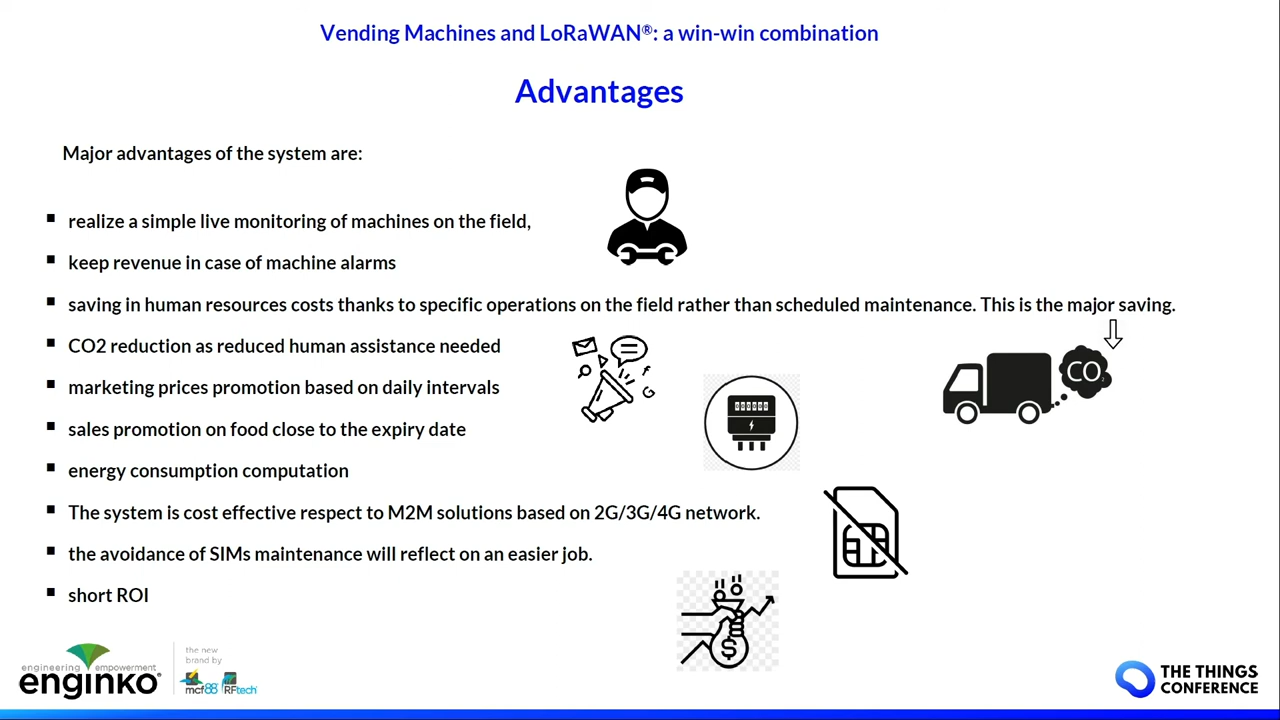 Vending Machines and LoRaWAN®: a win-win combination
Advantages
Major advantages of the system are:
▪ realize a simple live monitoring of machines on the field,
▪ keep revenue in case of machine alarms
▪ saving in human resources costs thanks to specific operations on the field rather than scheduled maintenance. This is the major saving.
▪ CO2 reduction as reduced human assistance needed
▪ marketing prices promotion based on daily intervals
▪ sales promotion on food close to the expiry date
▪ energy consumption computation
▪ The system is cost effective respect to M2M solutions based on 2G/3G/4G network.
▪ the avoidance of SIMs maintenance will reflect on an easier job.
▪ short ROI
CO2
f
G
000000
$
engineering empowerment
enginko®
the new
brand by
mcf88 RFtech
THE THINGS
CONFERENCE